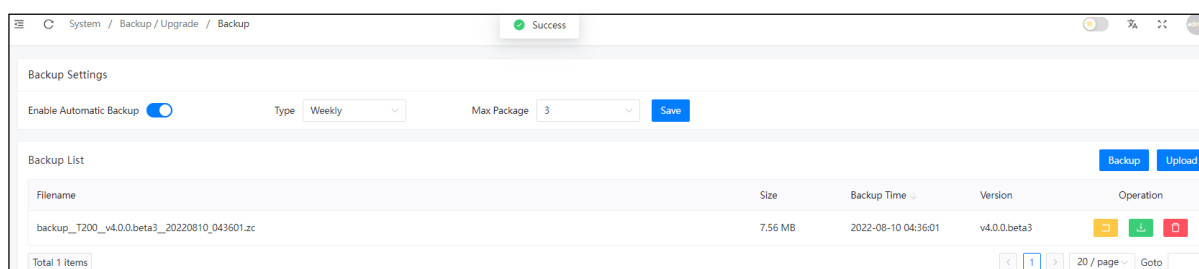 System / Backup / Upgrade / Backup
Success
Backup Settings
Enable Automatic Backup Type Weekly Max Package 3 Save
Backup List Backup Upload
Filename Size Backup Time Version Operation
backup__T200__v4.0.0.beta3__20220810_043601.zc 7.56 MB 2022-08-10 04:36:01 v4.0.0.beta3
Total 1 items 1 20 / page Goto